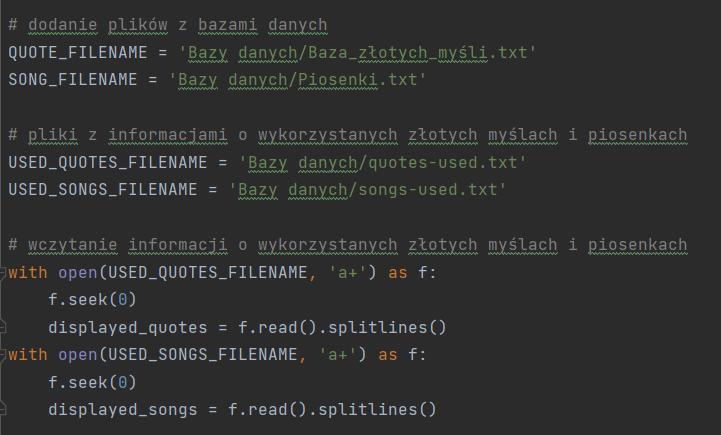 # dodanie plików z bazami danych
QUOTE_FILENAME = 'Bazy danych/Baza_złotych_myśli.txt'
SONG_FILENAME = 'Bazy danych/Piosenki.txt'
# pliki z informacjami o wykorzystanych złotych myślach i piosenkach
USED_QUOTES_FILENAME = 'Bazy danych/quotes-used.txt'
USED_SONGS_FILENAME = 'Bazy danych/songs-used.txt'
# wczytanie informacji o wykorzystanych złotych myślach i piosenkach
with open(USED_QUOTES_FILENAME, 'a+') as f:
    f.seek(0)
    displayed_quotes = f.read().splitlines()
with open(USED_SONGS_FILENAME, 'a+') as f:
    f.seek(0)
    displayed_songs = f.read().splitlines()